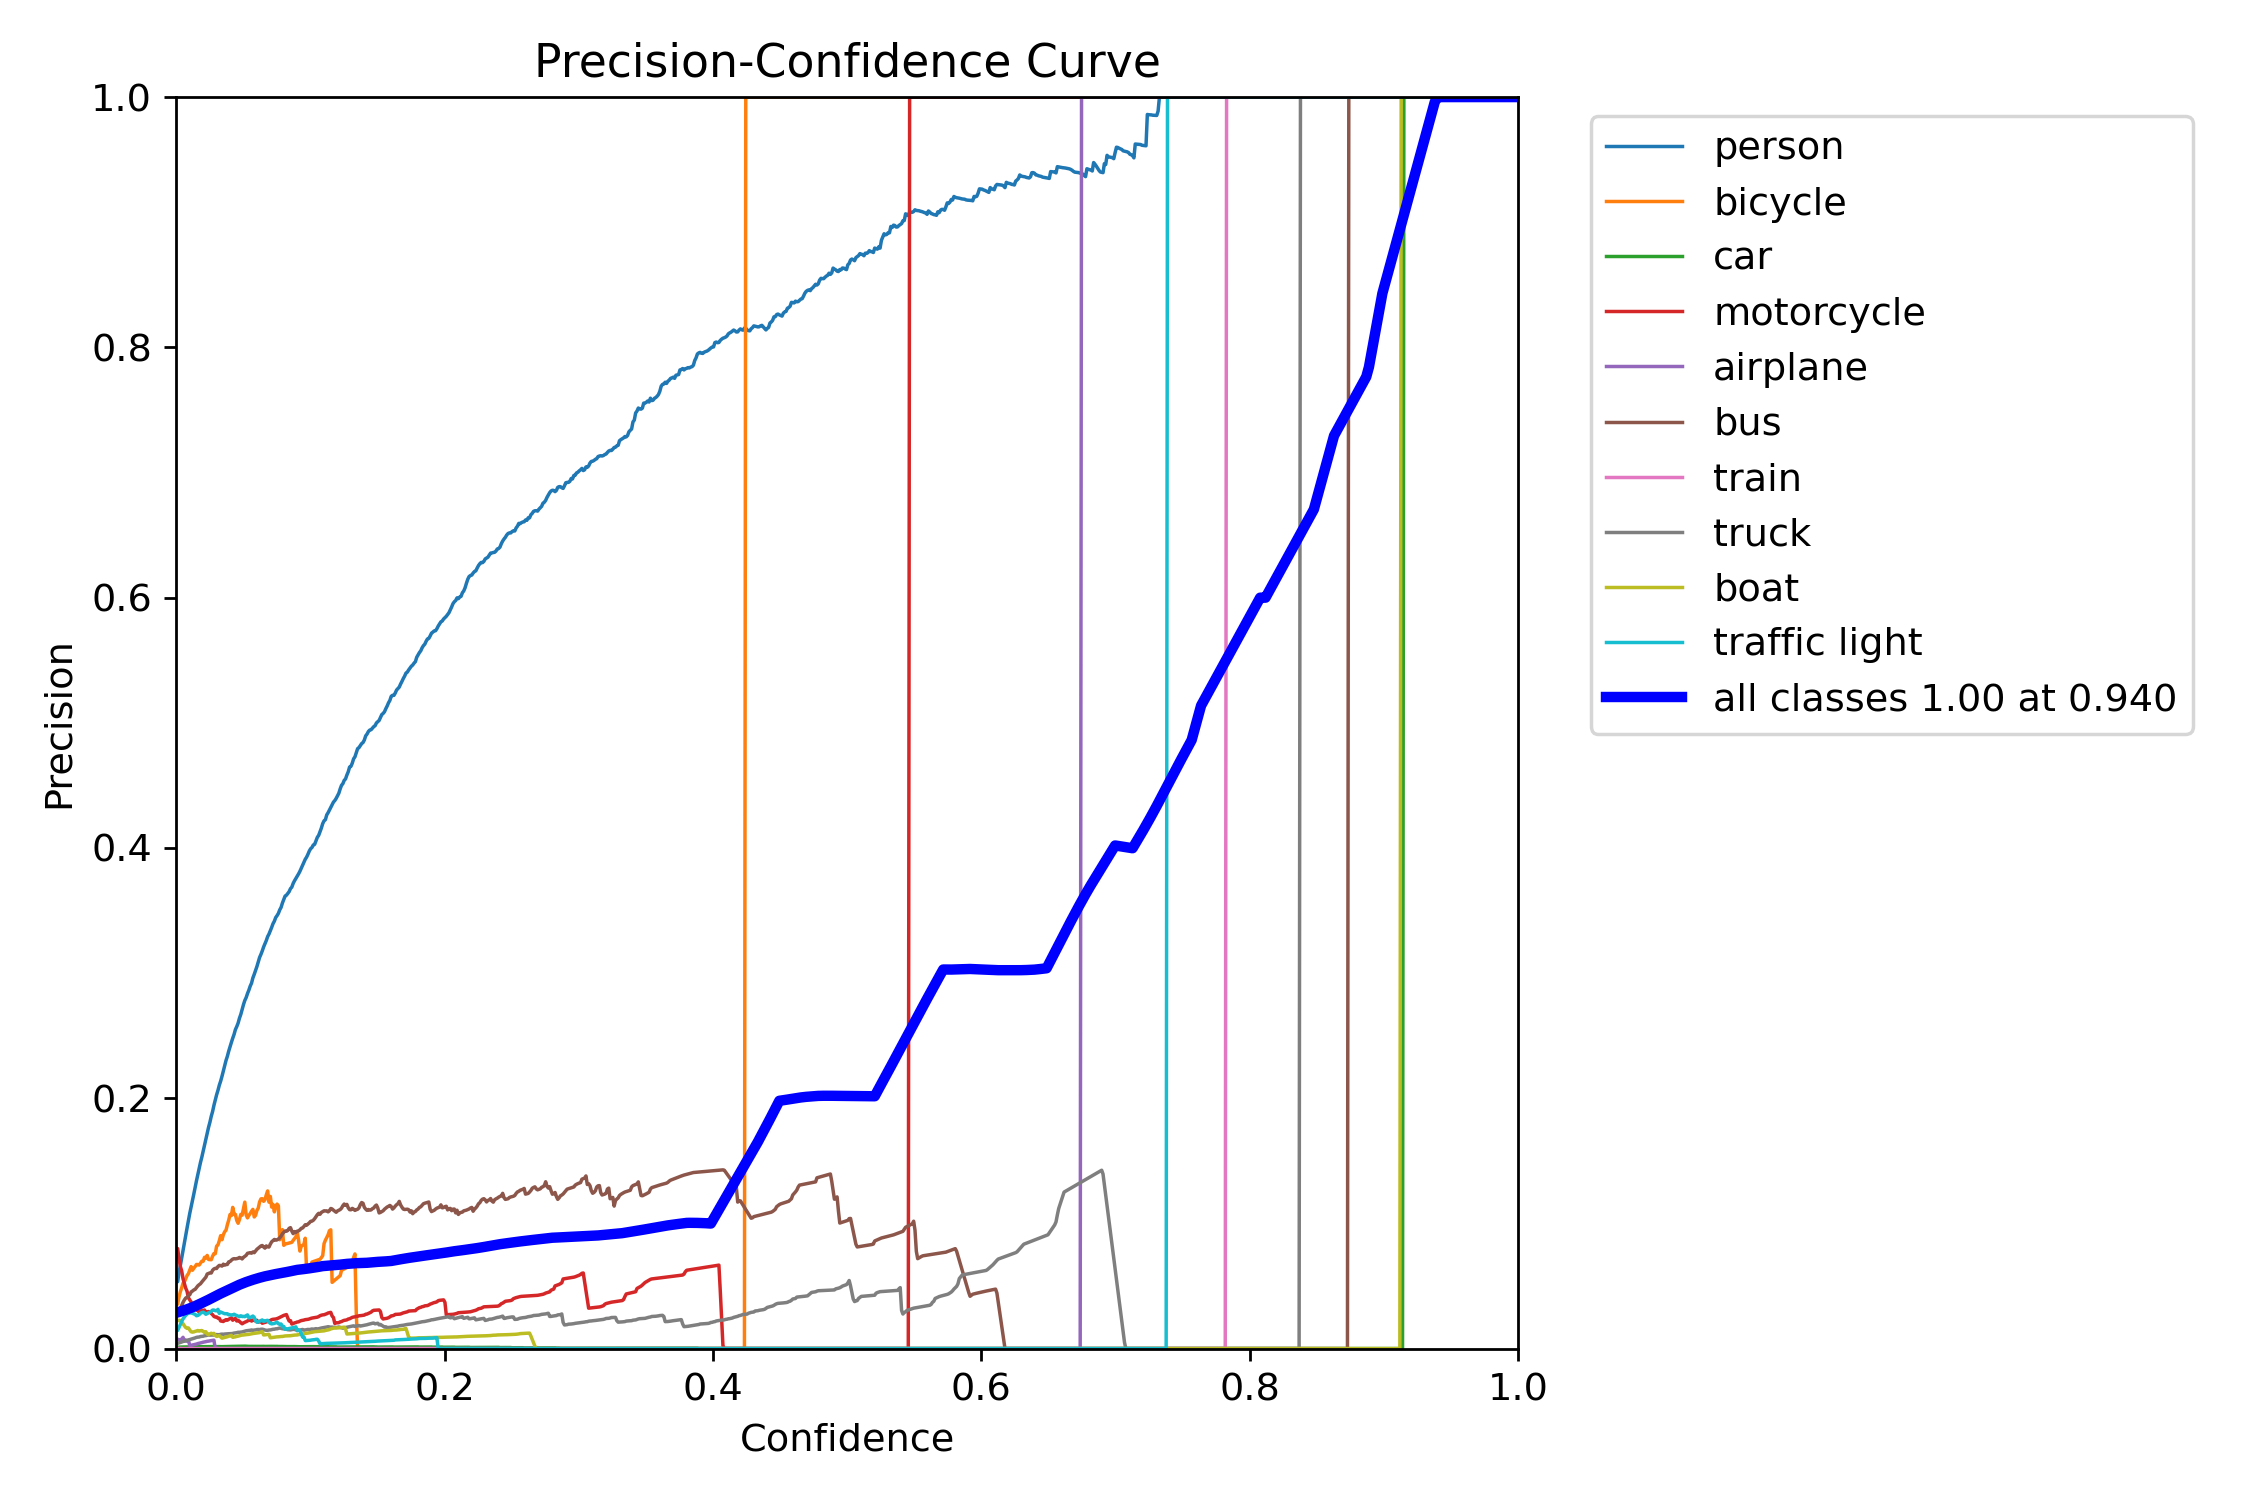 Precision-Confidence Curve
1.0
0.8
0.6
0.4
0.2
0.0
Precision
0.0 0.2 0.4 0.6 0.8 1.0
Confidence
person
bicycle
car
motorcycle
airplane
bus
train
truck
boat
traffic light
all classes 1.00 at 0.940